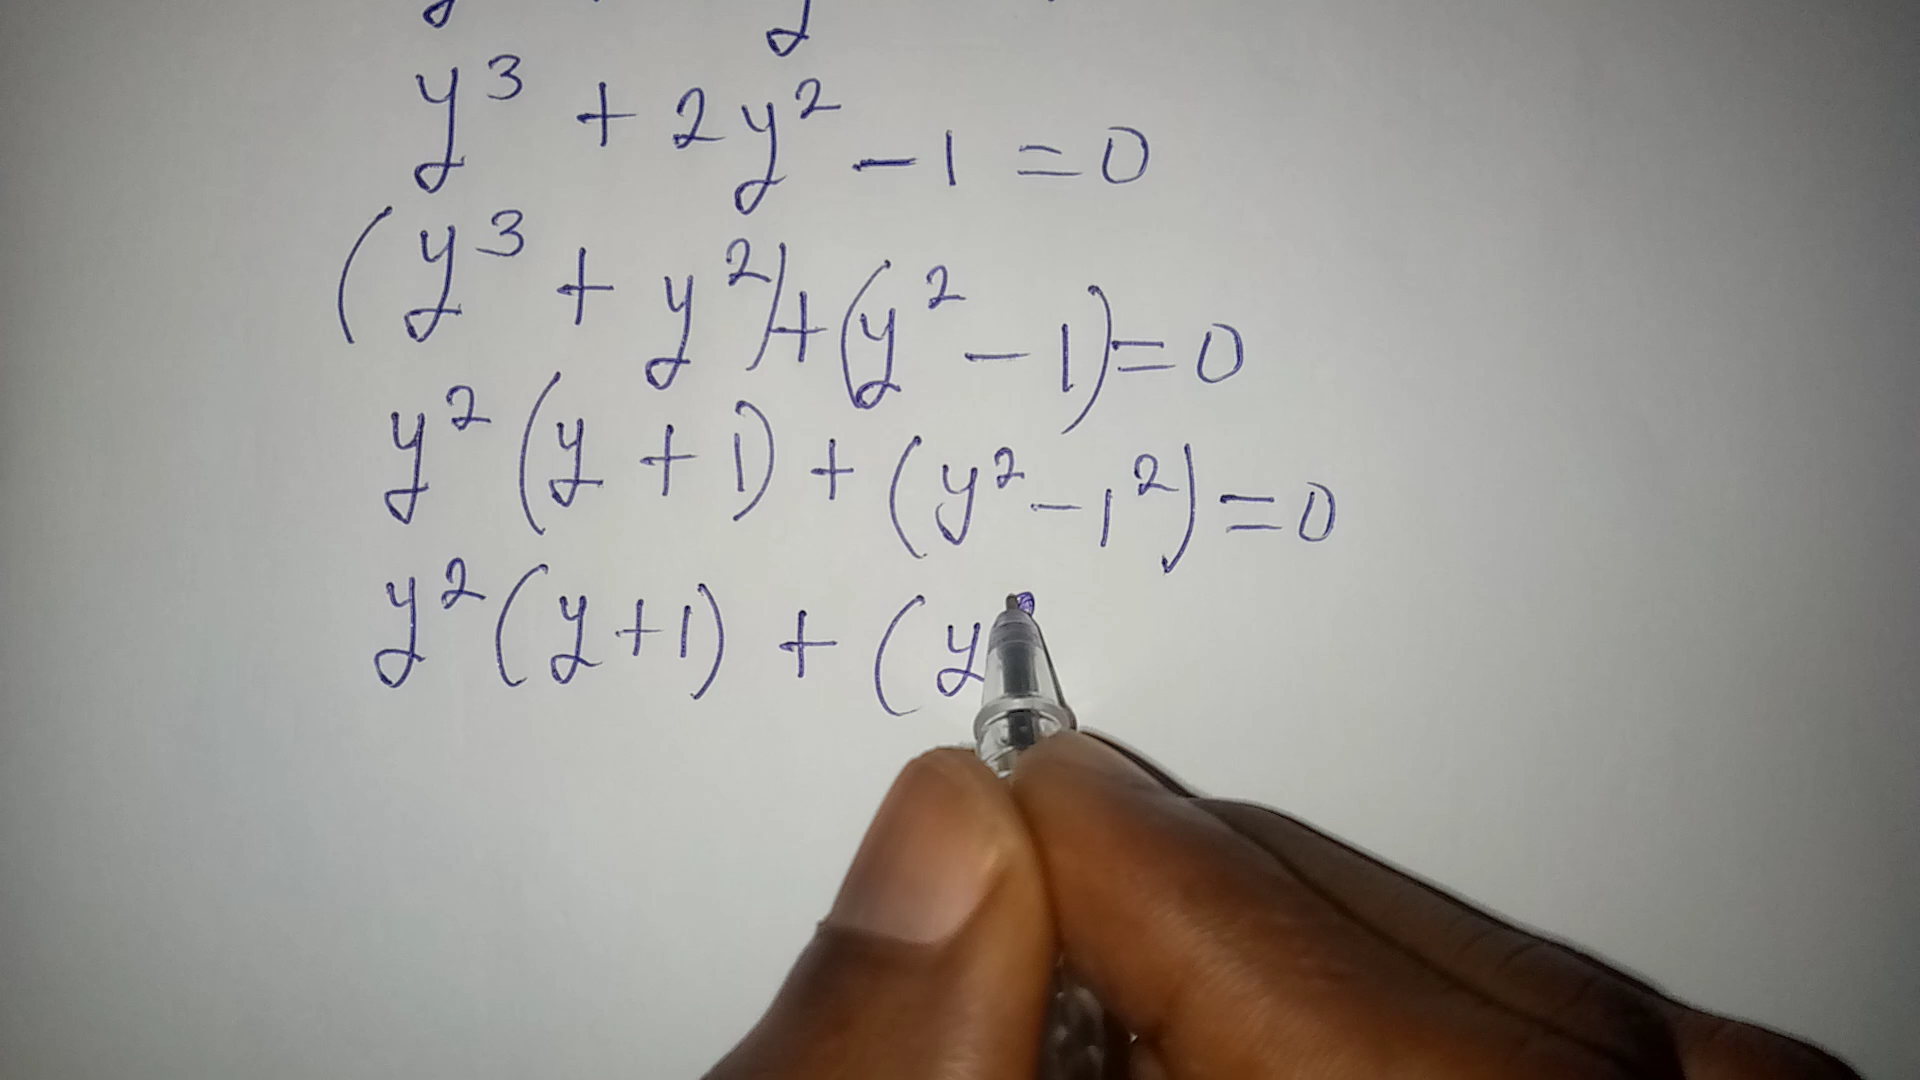 y³ + 2y² - 1 = 0
(y³ + y²) + (y² - 1) = 0
y² (y + 1) + (y² - 1²) = 0
y² (y + 1) + (y